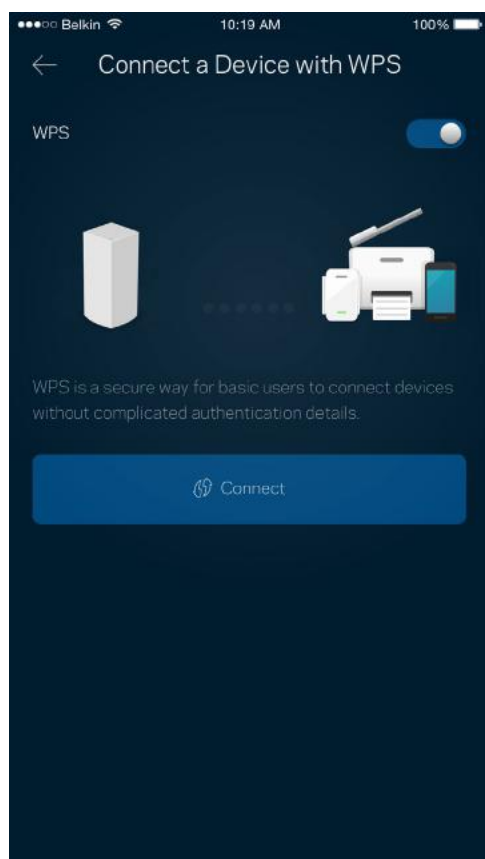 Belkin 10:19 AM 100%
Connect a Device with WPS
WPS
WPS is a secure way for basic users to connect devices
without complicated authentication details.
Connect